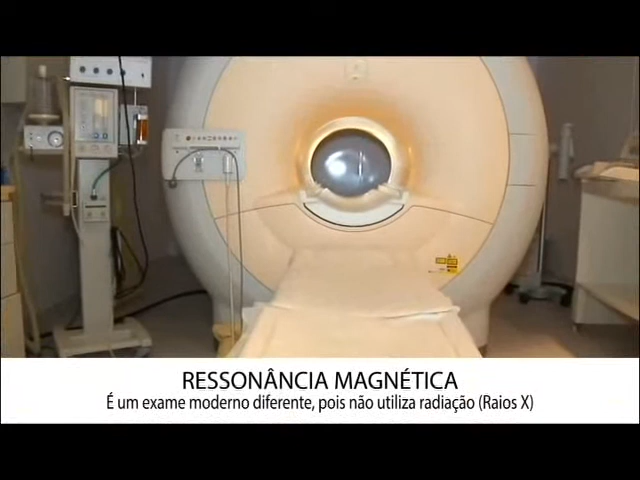 RESSONÂNCIA MAGNÉTICA
É um exame moderno diferente, pois não utiliza radiação (Raios X)